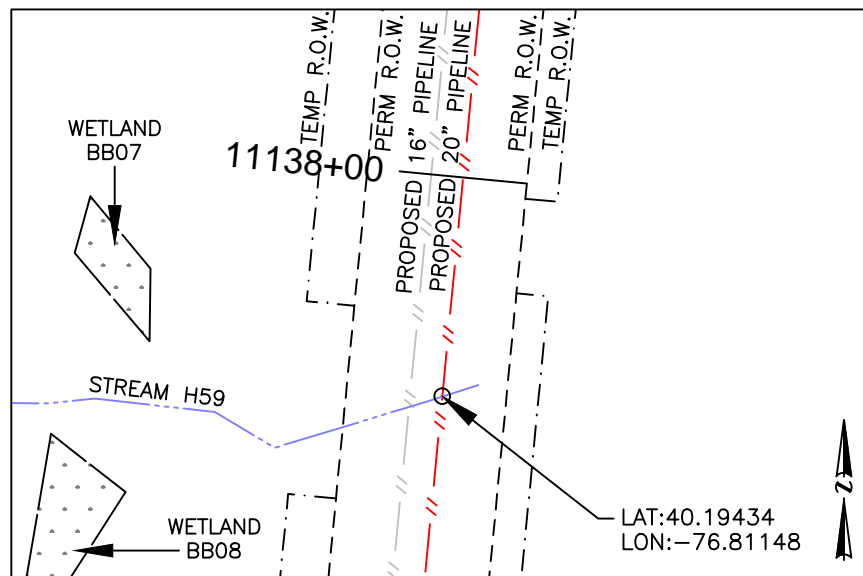 TEMP R.O.W.
PERM R.O.W.
PROPOSED 16" PIPELINE
PROPOSED 20" PIPELINE
PERM R.O.W.
TEMP R.O.W.
WETLAND
BB07
11138+00
STREAM H59
WETLAND
BB08
LAT:40.19434
LON:-76.81148
N